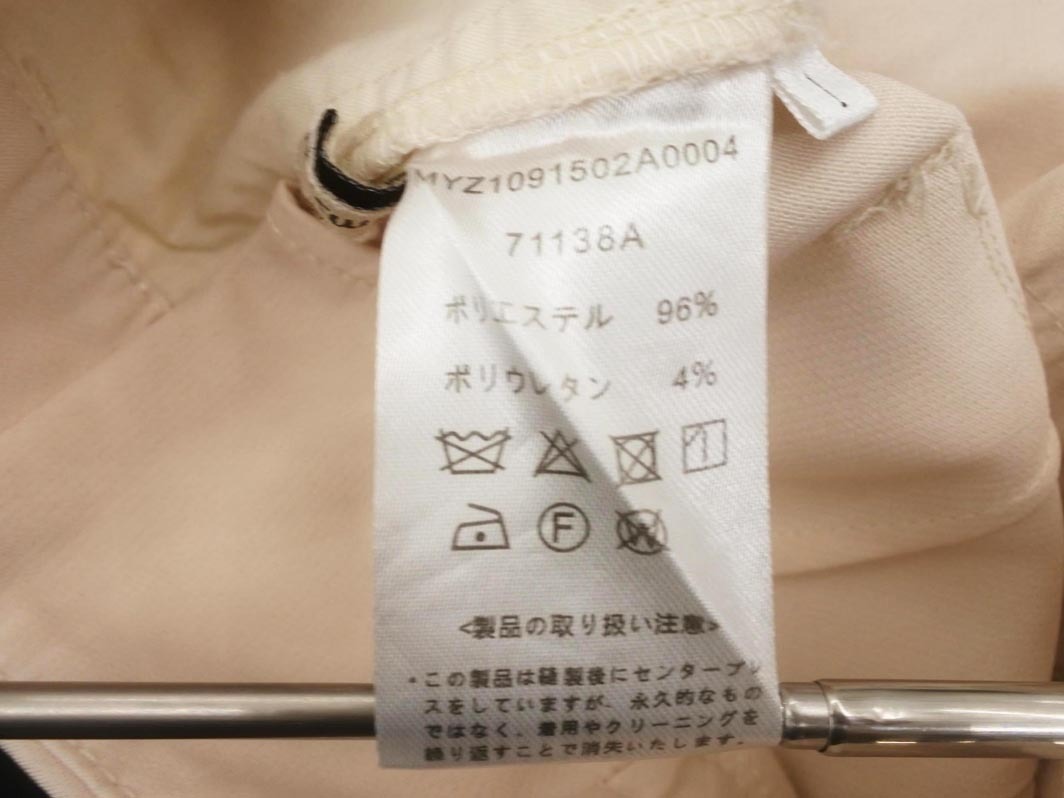 MYZ1091502A0004
71138A
ポリエステル 96%
ポリウレタン 4%
F
W
<製品の取り扱い注意>
・この製品は縫製後にセンタープレ
スをしていますが、永久的なもの
ではなく、着用やクリーニングを
繰り返すことで消失いたします。